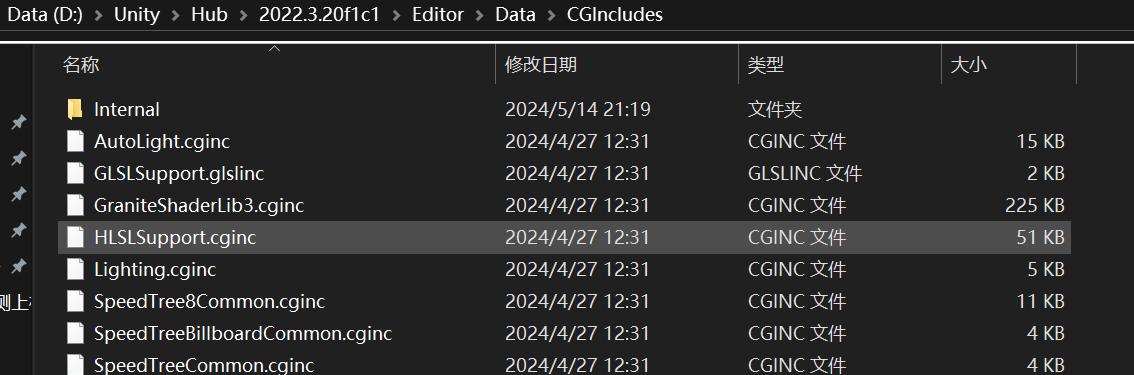 Data (D:) > Unity > Hub > 2022.3.20f1c1 > Editor > Data > CGIncludes
名称 修改日期 类型 大小
Internal 2024/5/14 21:19 文件夹
AutoLight.cginc 2024/4/27 12:31 CGINC 文件 15 KB
GLSLSupport.glslinc 2024/4/27 12:31 GLSLINC 文件 2 KB
GraniteShaderLib3.cginc 2024/4/27 12:31 CGINC 文件 225 KB
HLSLSupport.cginc 2024/4/27 12:31 CGINC 文件 51 KB
Lighting.cginc 2024/4/27 12:31 CGINC 文件 5 KB
SpeedTree8Common.cginc 2024/4/27 12:31 CGINC 文件 11 KB
SpeedTreeBillboardCommon.cginc 2024/4/27 12:31 CGINC 文件 4 KB
SpeedTreeCommon.cginc 2024/4/27 12:31 CGINC 文件 4 KB